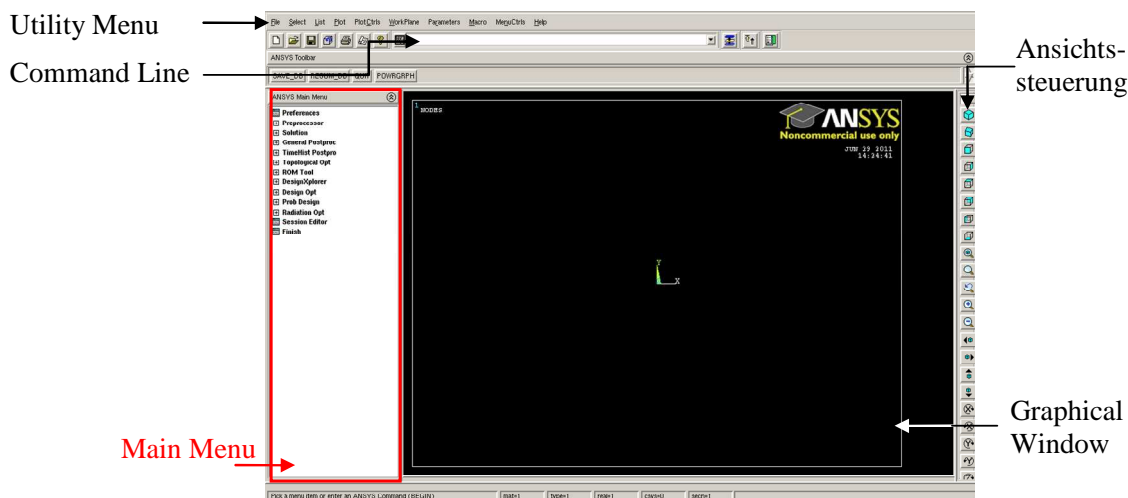 Utility Menu
File Select List Plot PlotCtrls WorkPlane Parameters Macro MenuCtrls Help
Command Line
ANSYS Toolbar
SAVE_DB RESUM_DB QUIT POWRGRPH
Ansichts-
steuerung
ANSYS Main Menu
Preferences
Preprocessor
Solution
General Postproc
TimeHist Postpro
Topological Opt
ROM Tool
DesignXplorer
Design Opt
Prob Design
Radiation Opt
Session Editor
Finish
1
NODES
ANSYS
Noncommercial use only
JUN 29 2011
14:24:41
Y
X
Main Menu
Graphical
Window
Pick a menu item or enter an ANSYS Command (BEGIN) mat=1 type=1 real=1 csys=0 secn=1